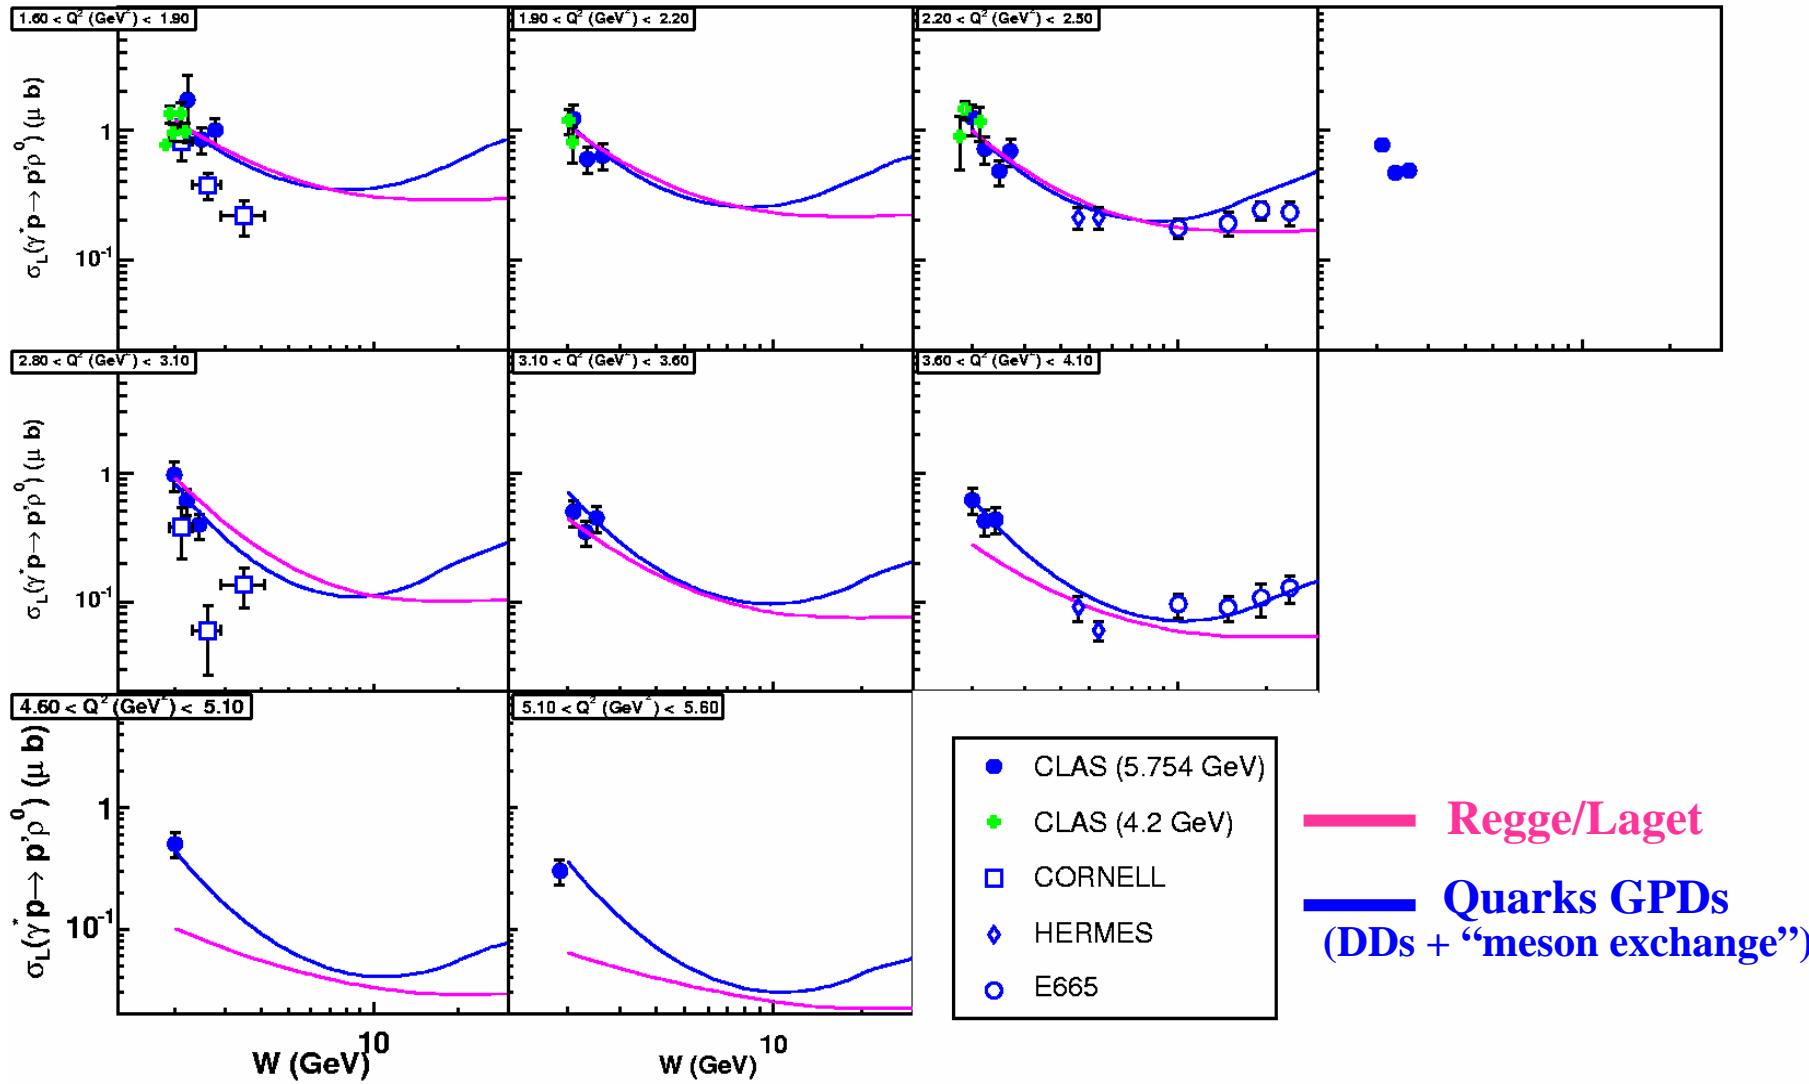 1.60 < Q² (GeV²) < 1.90
1.90 < Q² (GeV²) < 2.20
2.20 < Q² (GeV²) < 2.50
σL(γ* p→ p'ρ⁰) (μ b)
1
10⁻¹
2.80 < Q² (GeV²) < 3.10
3.10 < Q² (GeV²) < 3.60
3.60 < Q² (GeV²) < 4.10
σL(γ* p→ p'ρ⁰) (μ b)
1
10⁻¹
4.60 < Q² (GeV²) < 5.10
5.10 < Q² (GeV²) < 5.60
σL(γ* p→ p'ρ⁰) (μ b)
1
10⁻¹
10
W (GeV)
10
W (GeV)
CLAS (5.754 GeV)
CLAS (4.2 GeV)
CORNELL
HERMES
E665
Regge/Laget
Quarks GPDs
(DDs + “meson exchange”)